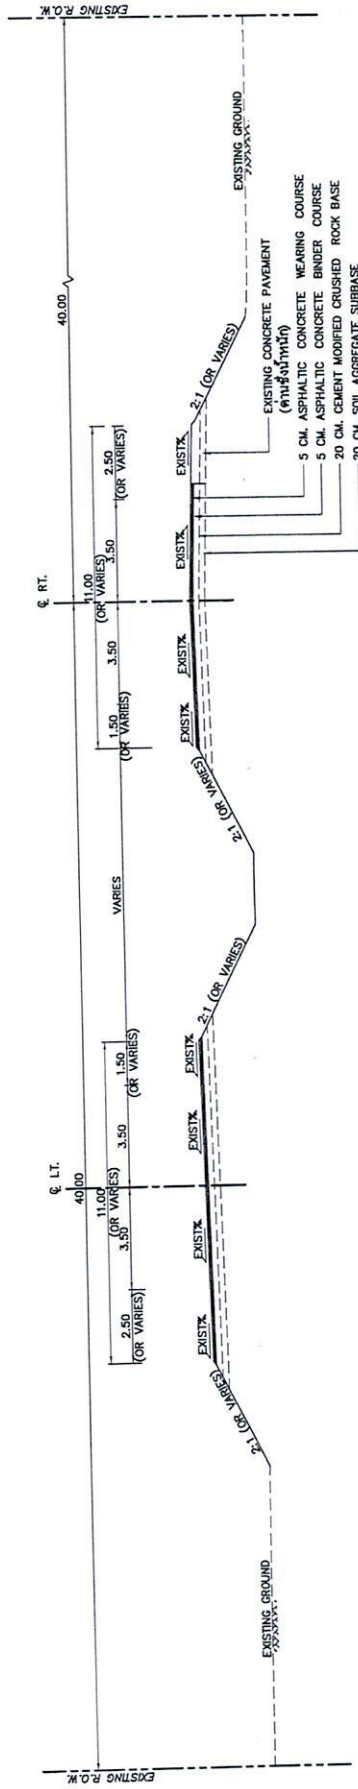 EXISTING R.O.W.
EXISTING R.O.W.
℄ LT.
℄ RT.
40.00
40.00
11.00
(OR VARIES)
11.00
(OR VARIES)
2.50
(OR VARIES)
3.50
3.50
1.50
(OR VARIES)
VARIES
1.50
(OR VARIES)
3.50
3.50
2.50
(OR VARIES)
EXIST%
EXIST%
EXIST%
EXIST%
EXIST%
EXIST%
EXIST%
EXIST%
2:1 (OR VARIES)
2:1 (OR VARIES)
2:1 (OR VARIES)
2:1 (OR VARIES)
EXISTING GROUND
EXISTING GROUND
EXISTING CONCRETE PAVEMENT
(ด่านชั่งน้ำหนัก)
5 CM. ASPHALTIC CONCRETE WEARING COURSE
5 CM. ASPHALTIC CONCRETE BINDER COURSE
20 CM. CEMENT MODIFIED CRUSHED ROCK BASE
20 CM. SOIL AGGREGATE SUBBASE